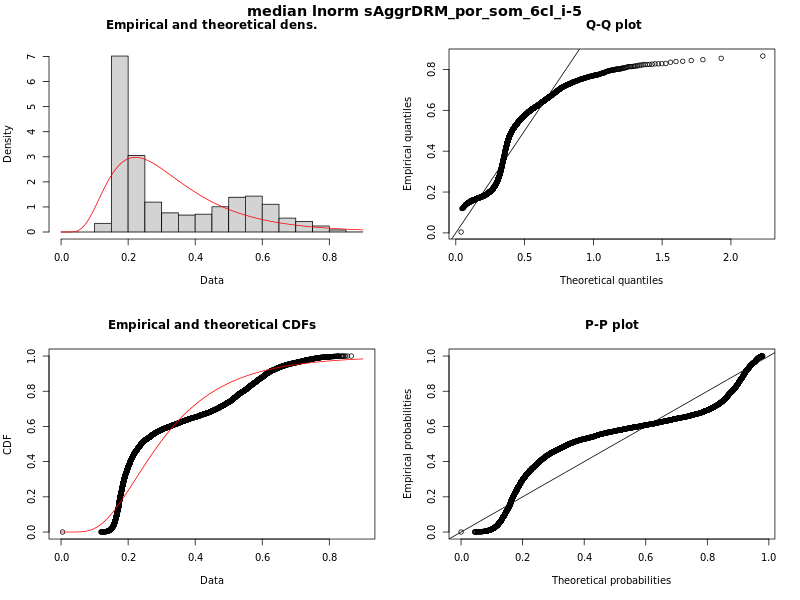 median lnorm sAggrDRM_por_som_6cl_i-5
Empirical and theoretical dens.
Density
0 1 2 3 4 5 6 7
0.0 0.2 0.4 0.6 0.8
Data
Q-Q plot
Empirical quantiles
0.0 0.2 0.4 0.6 0.8
0.0 0.5 1.0 1.5 2.0
Theoretical quantiles
Empirical and theoretical CDFs
CDF
0.0 0.2 0.4 0.6 0.8 1.0
0.0 0.2 0.4 0.6 0.8
Data
P-P plot
Empirical probabilities
0.0 0.2 0.4 0.6 0.8 1.0
0.0 0.2 0.4 0.6 0.8 1.0
Theoretical probabilities